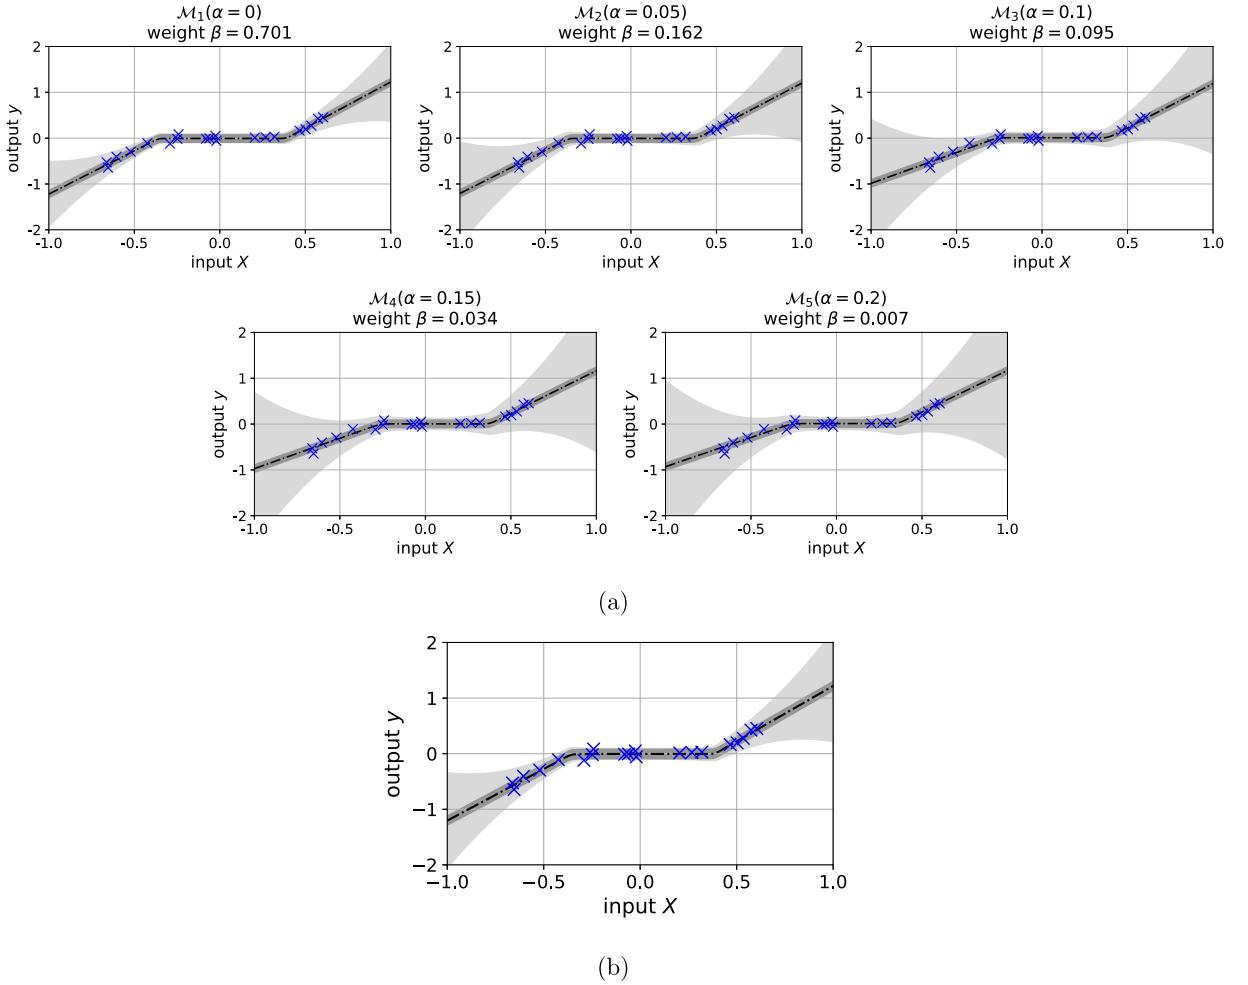 M₁(α = 0)
weight β = 0.701
M₂(α = 0.05)
weight β = 0.162
M₃(α = 0.1)
weight β = 0.095
2
1
0
-1
-2
output y
-1.0 -0.5 0.0 0.5 1.0
input X
2
1
0
-1
-2
output y
-1.0 -0.5 0.0 0.5 1.0
input X
2
1
0
-1
-2
output y
-1.0 -0.5 0.0 0.5 1.0
input X
M₄(α = 0.15)
weight β = 0.034
M₅(α = 0.2)
weight β = 0.007
2
1
0
-1
-2
output y
-1.0 -0.5 0.0 0.5 1.0
input X
2
1
0
-1
-2
output y
-1.0 -0.5 0.0 0.5 1.0
input X
(a)
2
1
0
−1
−2
output y
−1.0 −0.5 0.0 0.5 1.0
input X
(b)